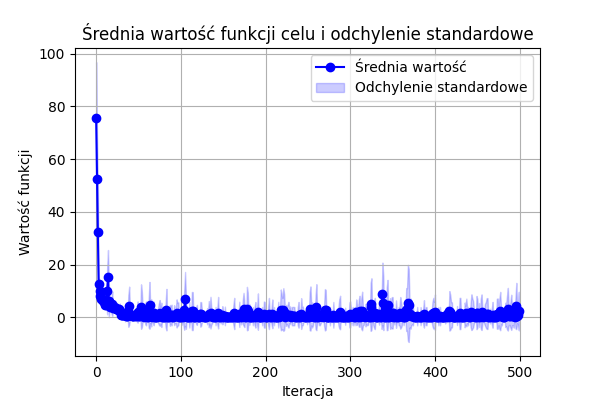 Średnia wartość funkcji celu i odchylenie standardowe
Średnia wartość
Odchylenie standardowe
Wartość funkcji
100
80
60
40
20
0
0 100 200 300 400 500
Iteracja